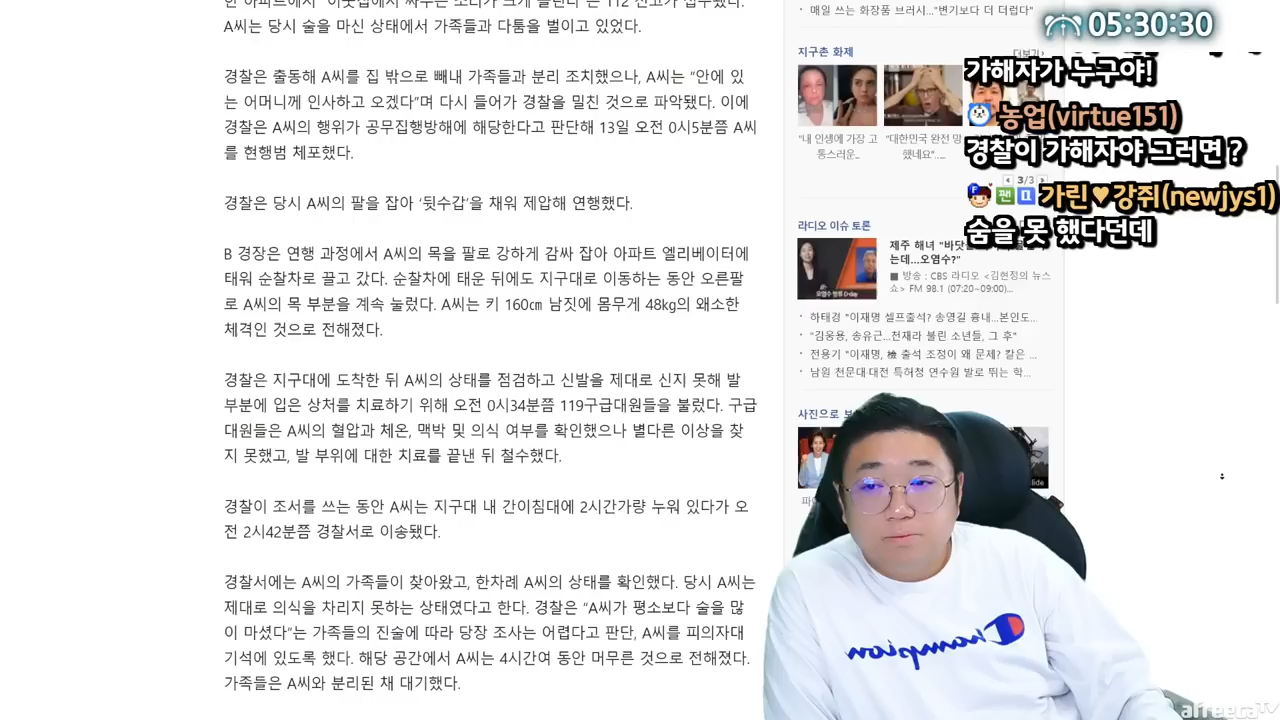 한 아파트에서 "이웃집에서 싸우는 소리가 크게 들린다"는 112 신고가 접수됐다.
A씨는 당시 술을 마신 상태에서 가족들과 다툼을 벌이고 있었다.
경찰은 출동해 A씨를 집 밖으로 빼내 가족들과 분리 조치했으나, A씨는 "안에 있
는 어머니께 인사하고 오겠다"며 다시 들어가 경찰을 밀친 것으로 파악됐다. 이에
경찰은 A씨의 행위가 공무집행방해에 해당한다고 판단해 13일 오전 0시5분쯤 A씨
를 현행범 체포했다.
경찰은 당시 A씨의 팔을 잡아 '뒷수갑'을 채워 제압해 연행했다.
B 경장은 연행 과정에서 A씨의 목을 팔로 강하게 감싸 잡아 아파트 엘리베이터에
태워 순찰차로 끌고 갔다. 순찰차에 태운 뒤에도 지구대로 이동하는 동안 오른팔
로 A씨의 목 부분을 계속 눌렀다. A씨는 키 160㎝ 남짓에 몸무게 48kg의 왜소한
체격인 것으로 전해졌다.
경찰은 지구대에 도착한 뒤 A씨의 상태를 점검하고 신발을 제대로 신지 못해 발
부분에 입은 상처를 치료하기 위해 오전 0시34분쯤 119구급대원들을 불렀다. 구급
대원들은 A씨의 혈압과 체온, 맥박 및 의식 여부를 확인했으나 별다른 이상을 찾
지 못했고, 발 부위에 대한 치료를 끝낸 뒤 철수했다.
경찰이 조서를 쓰는 동안 A씨는 지구대 내 간이침대에 2시간가량 누워 있다가 오
전 2시42분쯤 경찰서로 이송됐다.
경찰서에는 A씨의 가족들이 찾아왔고, 한차례 A씨의 상태를 확인했다. 당시 A씨는
제대로 의식을 차리지 못하는 상태였다고 한다. 경찰은 "A씨가 평소보다 술을 많
이 마셨다"는 가족들의 진술에 따라 당장 조사는 어렵다고 판단, A씨를 피의자대
기석에 있도록 했다. 해당 공간에서 A씨는 4시간여 동안 머무른 것으로 전해졌다.
가족들은 A씨와 분리된 채 대기했다.
매일 쓰는 화장품 브러시..."변기보다 더 더럽다"
지구촌 화제
더보기
"내 인생에 가장 고
통스러운..
"대한민국 완전 망
했네요"....
3/3
라디오 이슈 토론
제주 해녀 "바닷
는데...오염수?"
■ 방송 : CBS 라디오 <김현정의 뉴스
쇼> FM 98.1 (07:20~09:00)...
하태경 "이재명 셀프출석? 송영길 흉내...본인도...
"김웅용, 송유근...천재라 불린 소년들, 그 후"
전용기 "이재명, 檢 출석 조정이 왜 문제? 칼은 ...
남원 천문대 대전 특허청 연수원 발로 뛰는 학...
사진으로 보
05:30:30
가해자가 누구야!
농업(virtue151)
경찰이 가해자야 그러면?
팬
가린♥강쥐(newjys1)
숨을 못 했다던데
Champion
afreecaTV